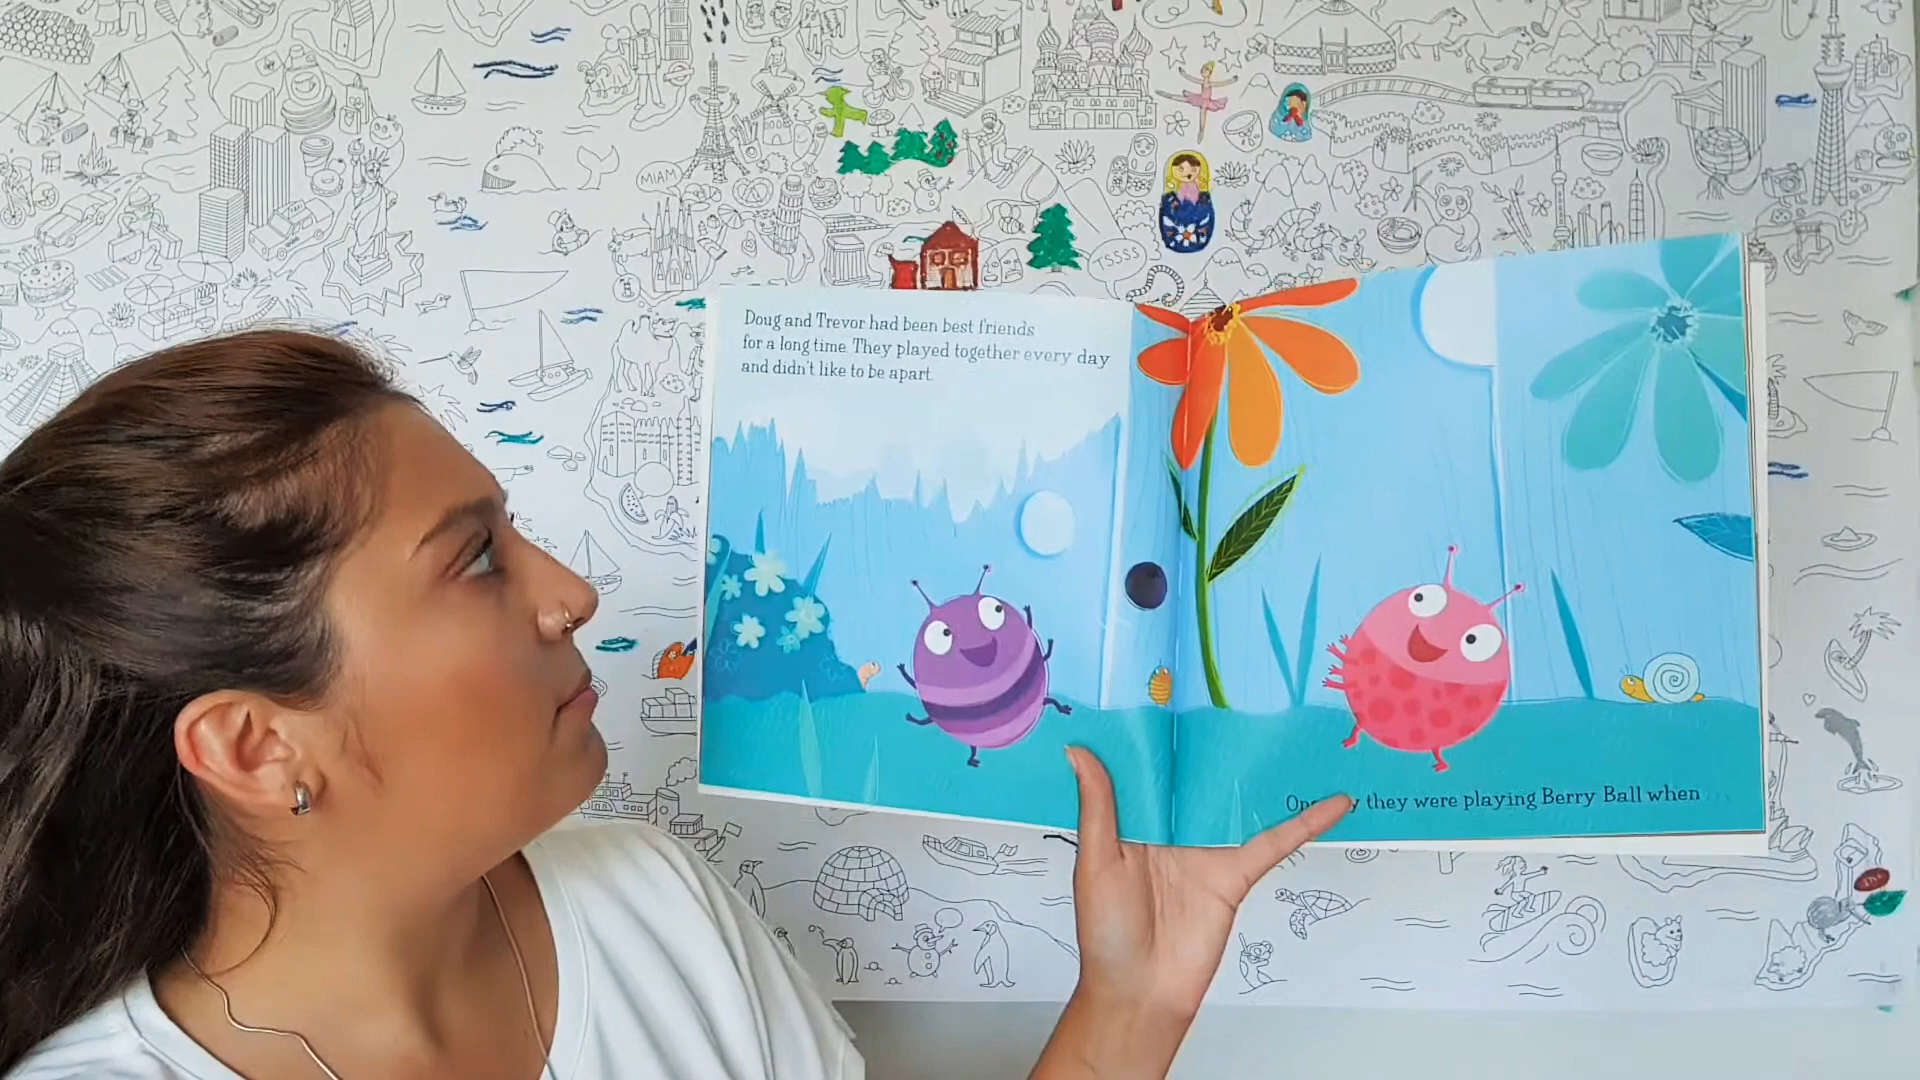 MIAM
TSSSS
Doug and Trevor had been best friends
for a long time. They played together every day
and didn't like to be apart.
they were playing Berry Ball when . . .